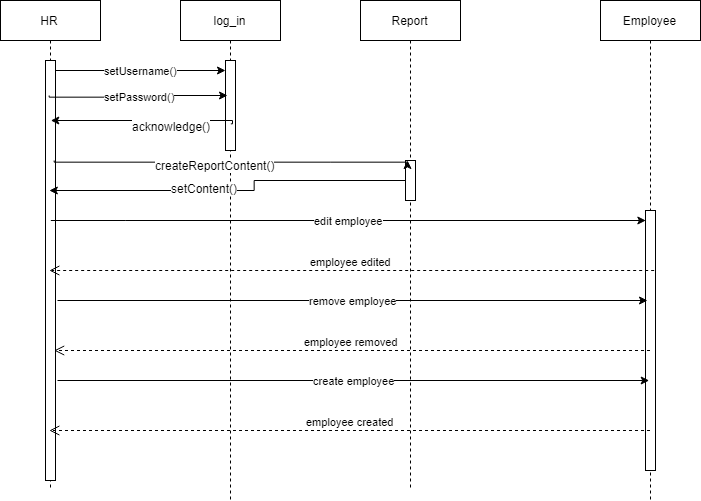 HR
log_in
Report
Employee
setUsername()
setPassword()
acknowledge()
createReportContent()
setContent()
edit employee
employee edited
remove employee
employee removed
create employee
employee created